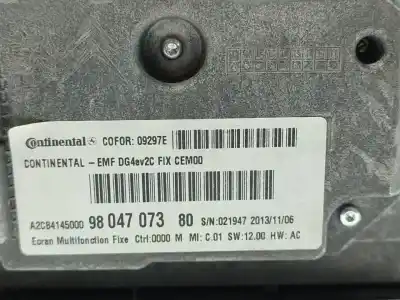 Continental COFOR: 09297E
CONTINENTAL - EMF DG4ev2C FIX CEM00
A2C84145000 98 047 073 80 S/N:021947 2013/11/06
Ecran Multifonction Fixe Ctrl:0000 M MI: C.01 SW:12.00 HW: AC